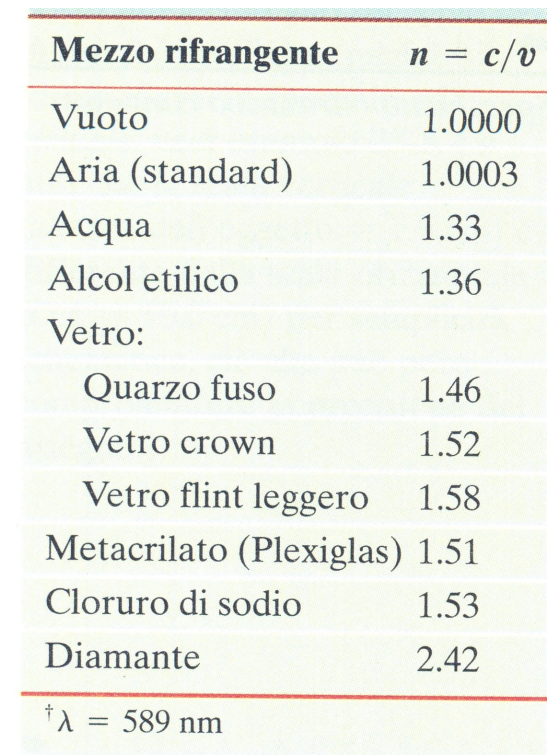 Mezzo rifrangente n = c/v
Vuoto 1.0000
Aria (standard) 1.0003
Acqua 1.33
Alcol etilico 1.36
Vetro:
Quarzo fuso 1.46
Vetro crown 1.52
Vetro flint leggero 1.58
Metacrilato (Plexiglas) 1.51
Cloruro di sodio 1.53
Diamante 2.42
†λ = 589 nm